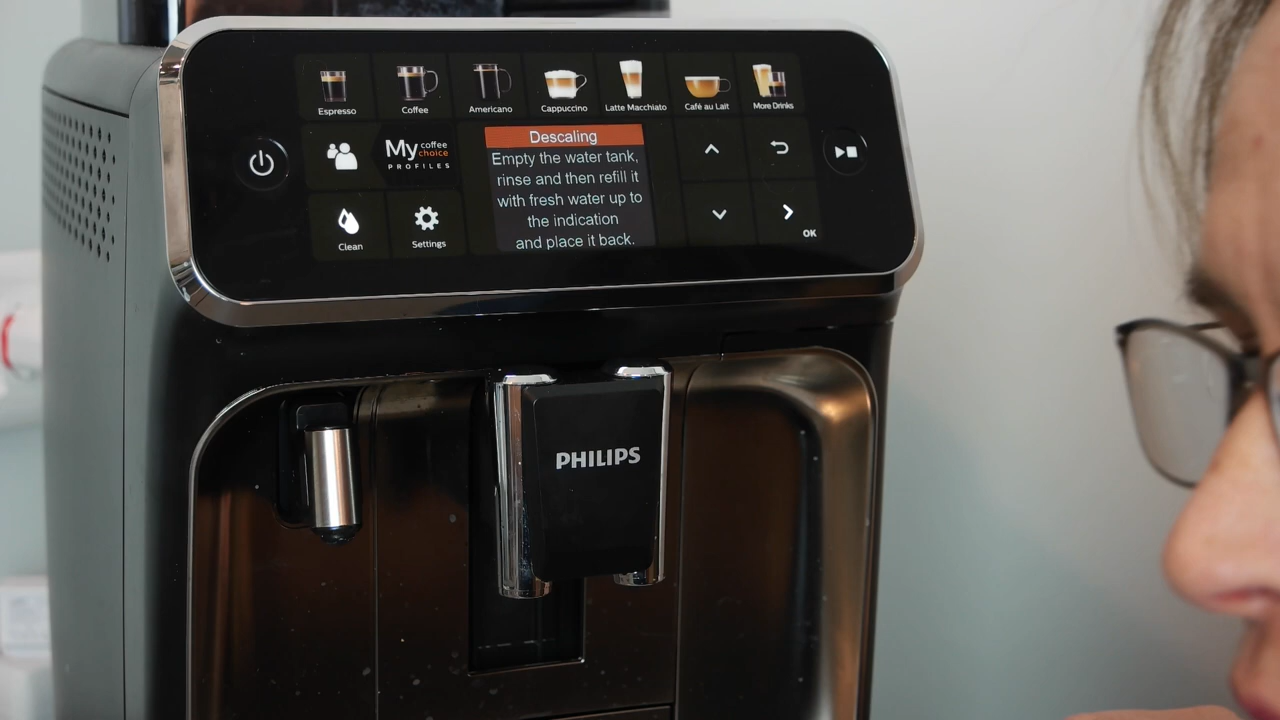 Espresso
Coffee
Americano
Cappuccino
Latte Macchiato
Café au Lait
More Drinks
My coffee choice
PROFILES
Descaling
Empty the water tank,
rinse and then refill it
with fresh water up to
the indication
and place it back.
Clean
Settings
OK
PHILIPS